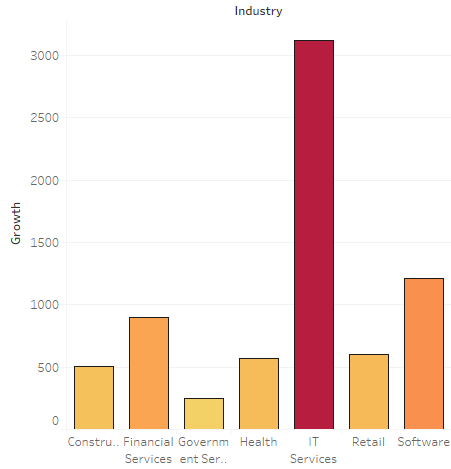 Industry
3000
2500
2000
1500
1000
500
0
Growth
Constru.. Financial Governm Health IT Retail Software
Services ent Ser.. Services